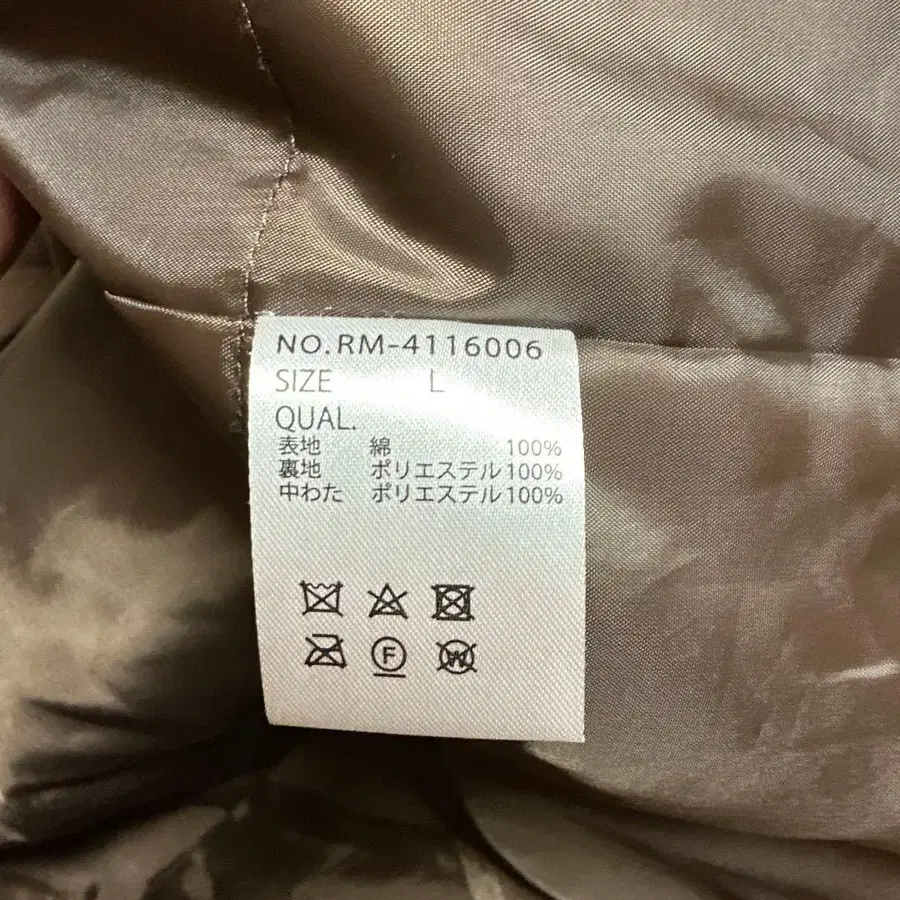 NO.RM-4116006
SIZE L
QUAL.
表地 綿 100%
裏地 ポリエステル100%
中わた ポリエステル100%
F W